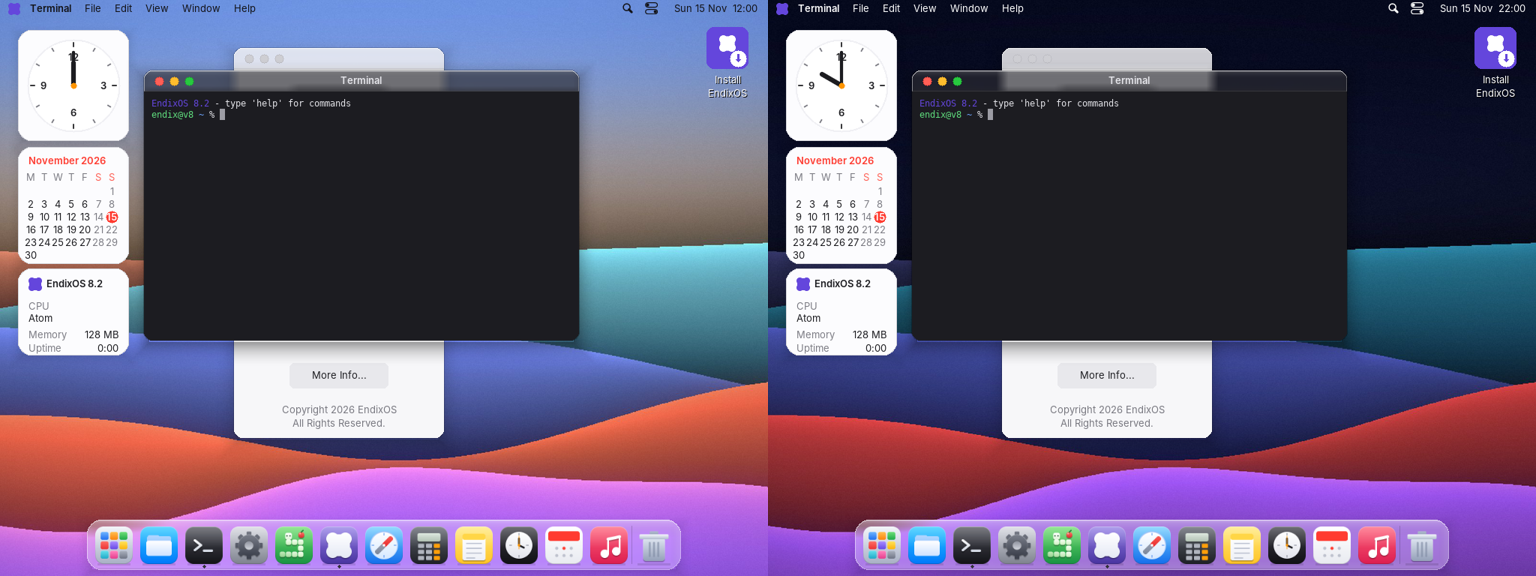 Terminal File Edit View Window Help Sun 15 Nov 12:00
12
3
6
9
November 2026
M T W T F S S
1
2 3 4 5 6 7 8
9 10 11 12 13 14 15
16 17 18 19 20 21 22
23 24 25 26 27 28 29
30
EndixOS 8.2
CPU
Atom
Memory 128 MB
Uptime 0:00
Terminal
EndixOS 8.2 - type 'help' for commands
endix@v8 ~ %
More Info...
Copyright 2026 EndixOS
All Rights Reserved.
Install
EndixOS
Terminal File Edit View Window Help Sun 15 Nov 22:00
12
3
6
9
November 2026
M T W T F S S
1
2 3 4 5 6 7 8
9 10 11 12 13 14 15
16 17 18 19 20 21 22
23 24 25 26 27 28 29
30
EndixOS 8.2
CPU
Atom
Memory 128 MB
Uptime 0:00
Terminal
EndixOS 8.2 - type 'help' for commands
endix@v8 ~ %
More Info...
Copyright 2026 EndixOS
All Rights Reserved.
Install
EndixOS